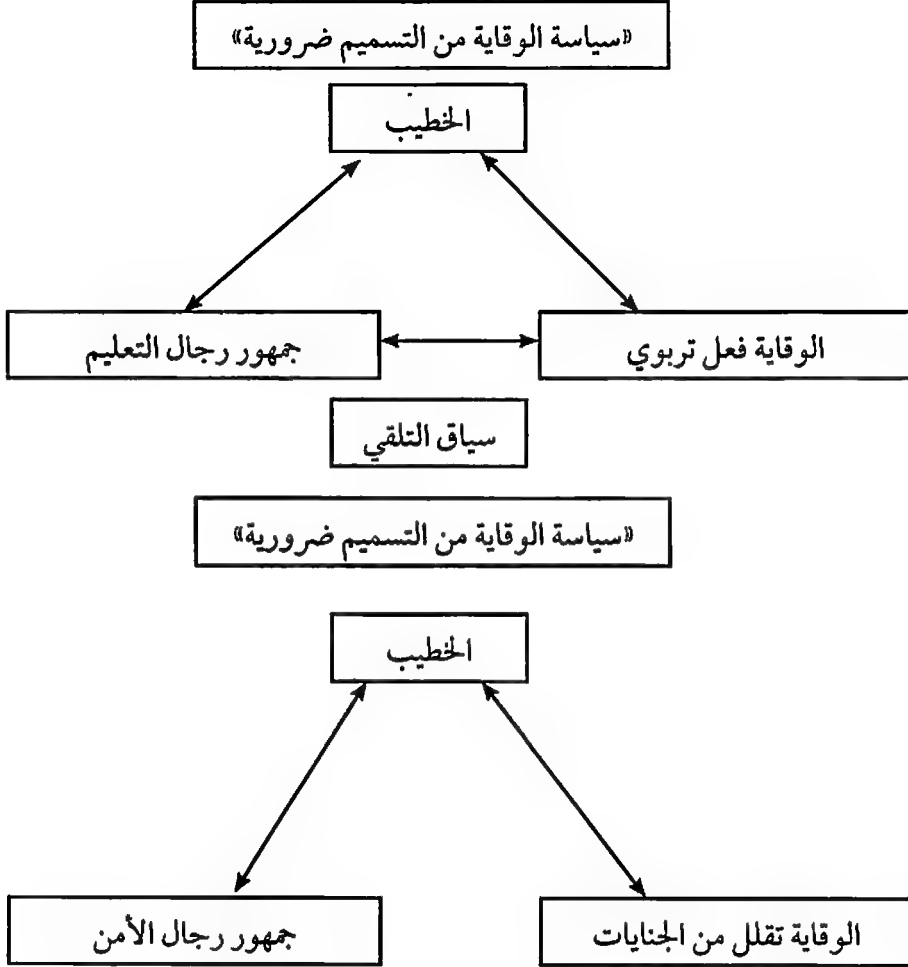 «سياسة الوقاية من التسميم ضرورية»
الخطيب
الوقاية فعل تربوي
جمهور رجال التعليم
سياق التلقي
«سياسة الوقاية من التسميم ضرورية»
الخطيب
الوقاية تقلل من الجنايات
جمهور رجال الأمن